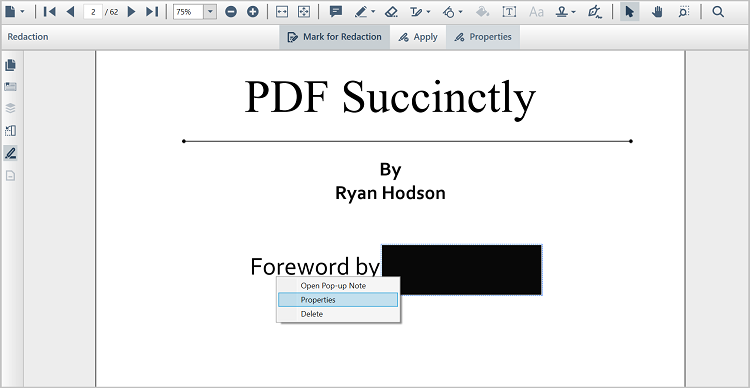 2 / 62 75% T Aa
Redaction Mark for Redaction Apply Properties
PDF Succinctly
By
Ryan Hodson
Foreword by
Open Pop-up Note
Properties
Delete